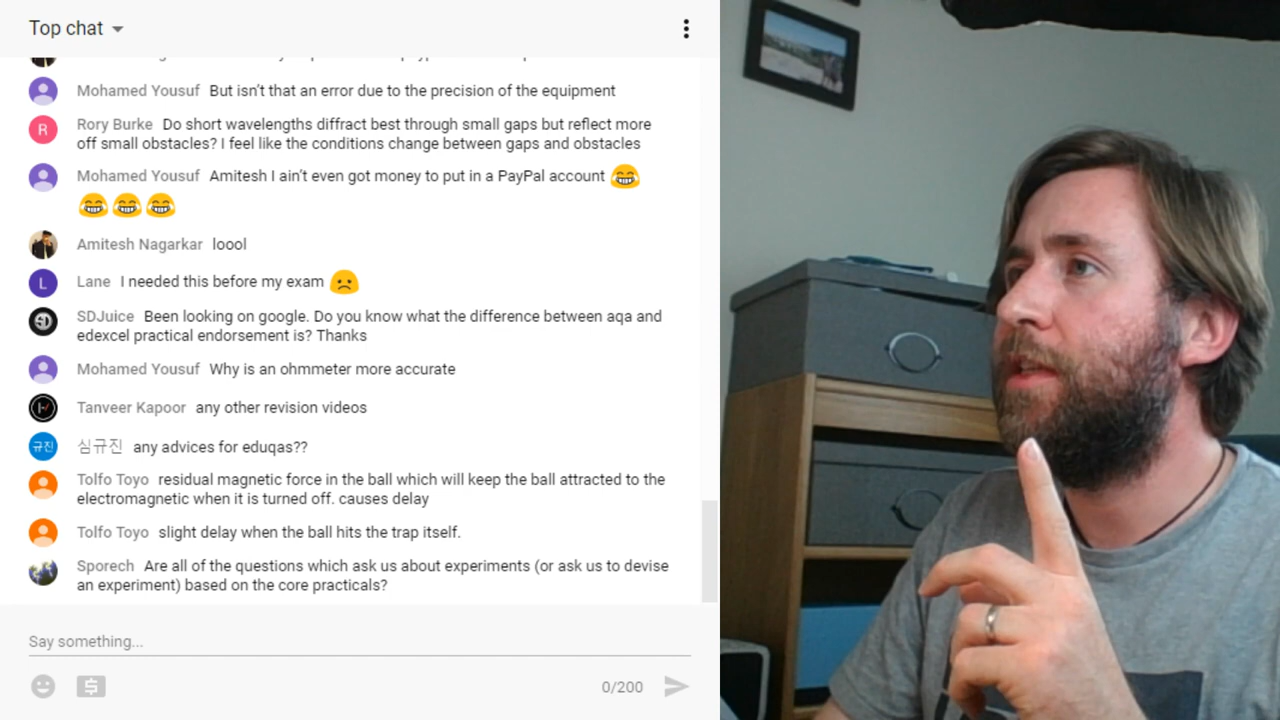 Top chat
Mohamed Yousuf But isn't that an error due to the precision of the equipment
R
Rory Burke Do short wavelengths diffract best through small gaps but reflect more
off small obstacles? I feel like the conditions change between gaps and obstacles
Mohamed Yousuf Amitesh I ain't even got money to put in a PayPal account 😂
😂😂😂
Amitesh Nagarkar loool
L
Lane I needed this before my exam ☹️
SD
SDJuice Been looking on google. Do you know what the difference between aqa and
edexcel practical endorsement is? Thanks
Mohamed Yousuf Why is an ohmmeter more accurate
Tanveer Kapoor any other revision videos
규진
심규진 any advices for eduqas??
Tolfo Toyo residual magnetic force in the ball which will keep the ball attracted to the
electromagnetic when it is turned off. causes delay
Tolfo Toyo slight delay when the ball hits the trap itself.
Sporech Are all of the questions which ask us about experiments (or ask us to devise
an experiment) based on the core practicals?
Say something...
0/200